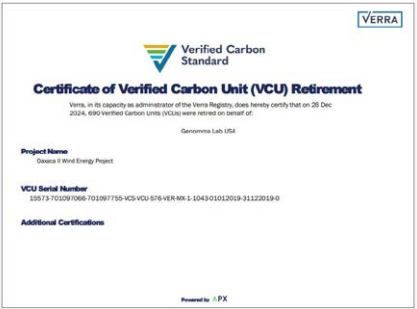 VERRA
Verified Carbon
Standard
Certificate of Verified Carbon Unit (VCU) Retirement
Verra, in its capacity as administrator of the Verra Registry, does hereby certify that on 26 Dec
2024, 690 Verified Carbon Units (VCUs) were retired on behalf of:
Genomma Lab USA
Project Name
Oaxaca II Wind Energy Project
VCU Serial Number
15573-701097066-701097755-VCS-VCU-576-VER-MX-1-1043-01012019-31122019-0
Additional Certifications
Powered by APX